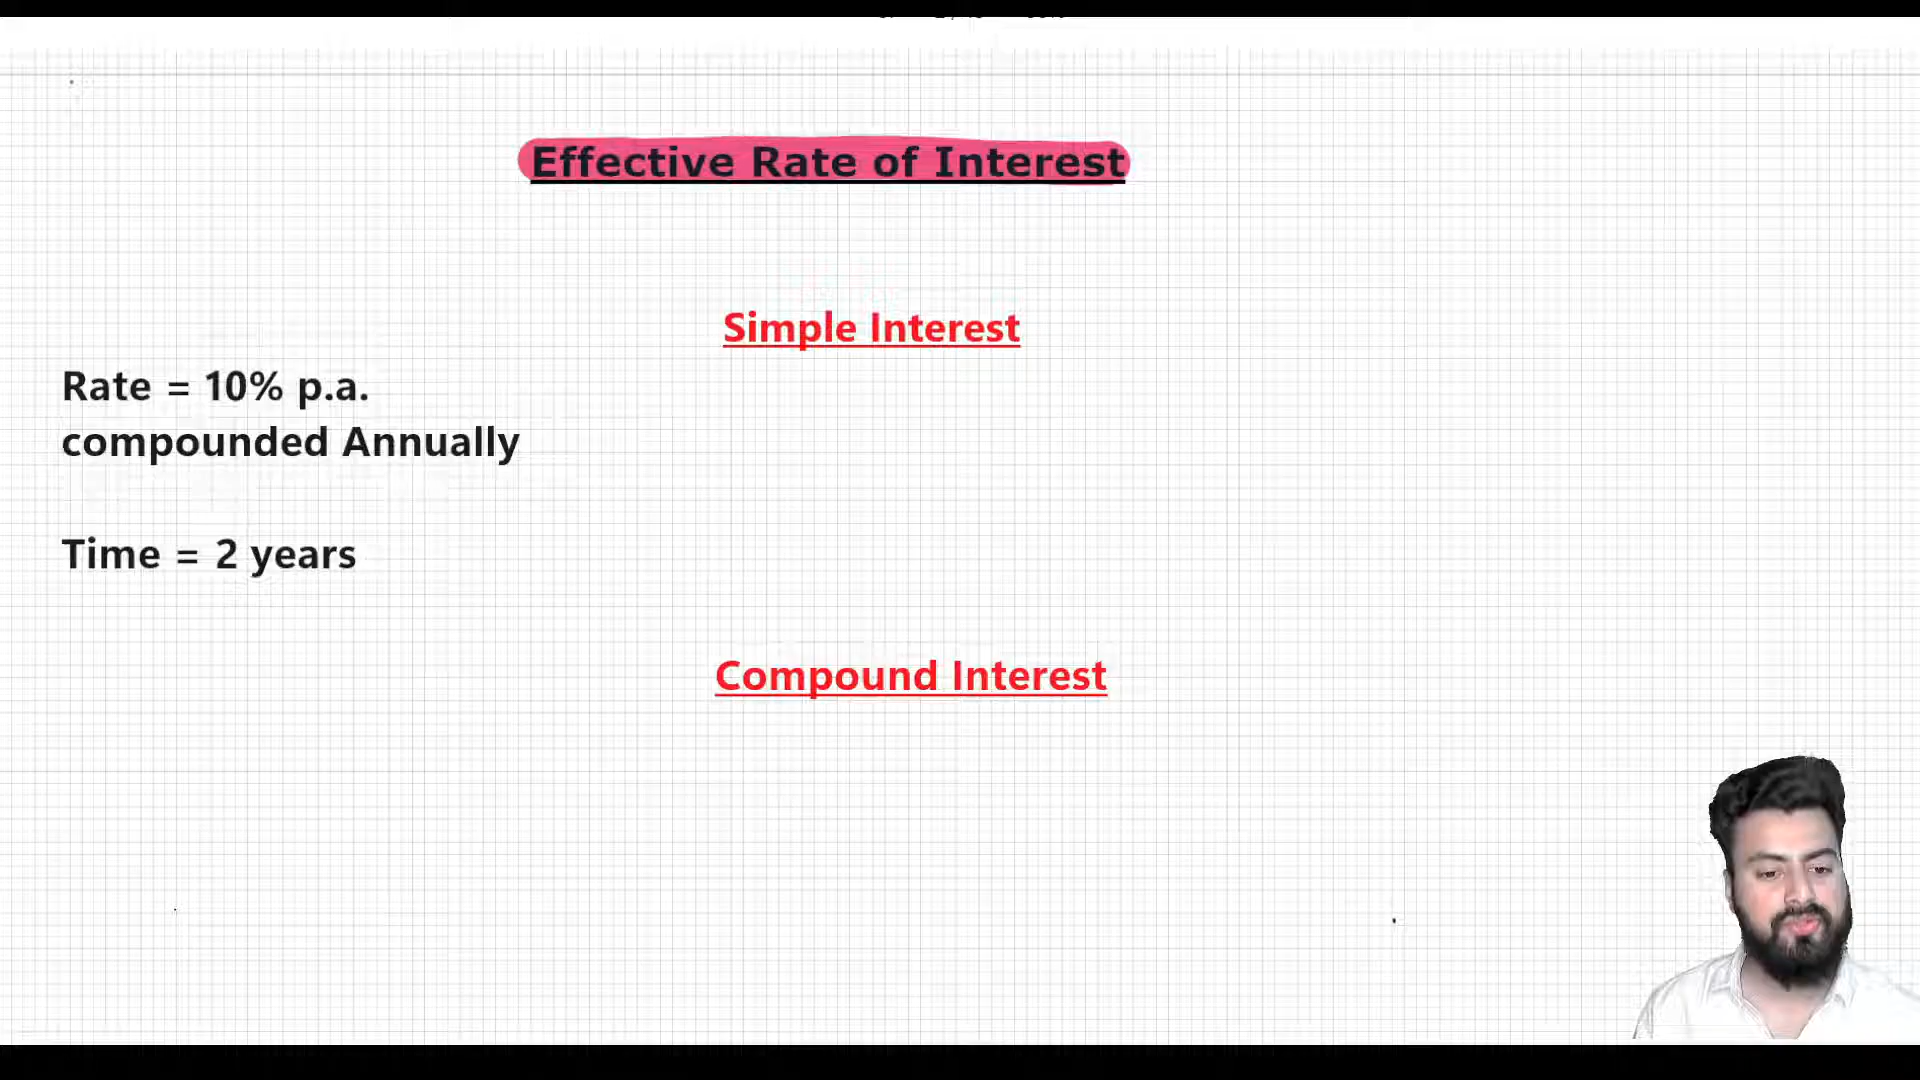 Effective Rate of Interest
Simple Interest
Rate = 10% p.a.
compounded Annually
Time = 2 years
Compound Interest